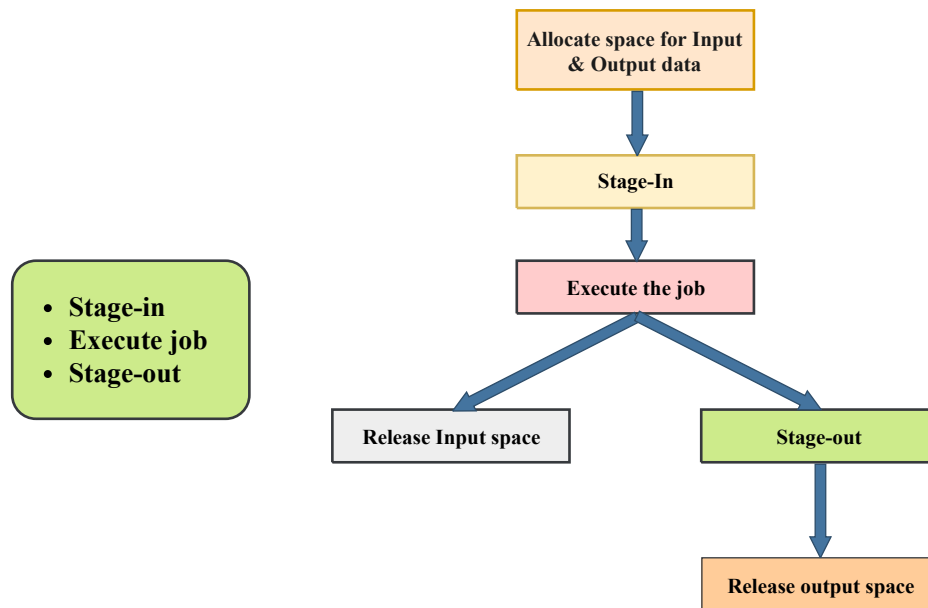 Allocate space for Input
& Output data
Stage-In
Execute the job
• Stage-in
• Execute job
• Stage-out
Release Input space
Stage-out
Release output space